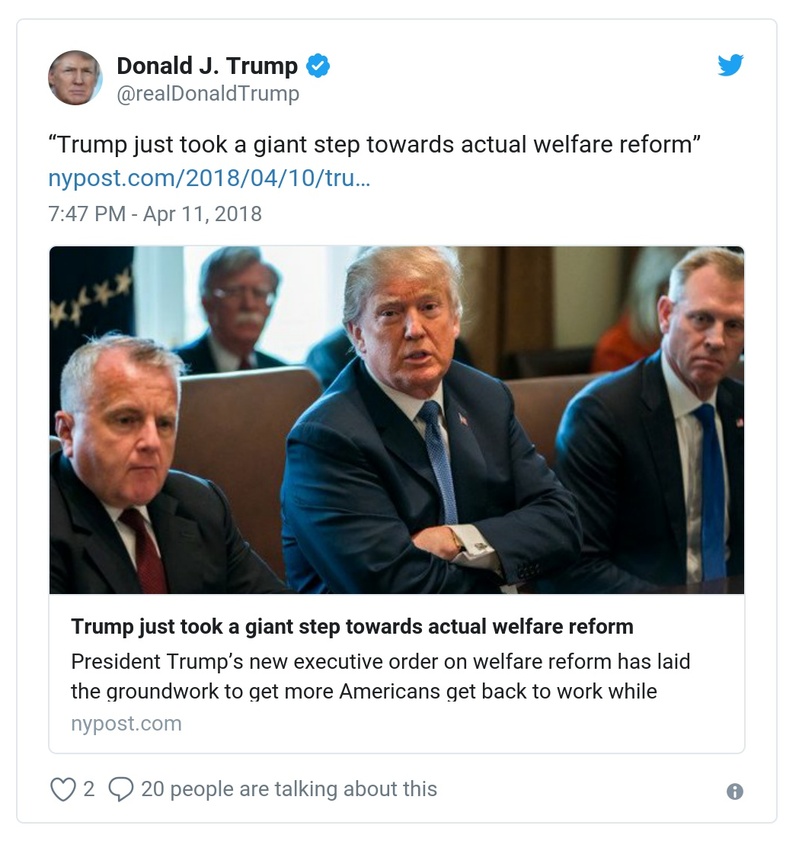 Donald J. Trump
@realDonaldTrump
“Trump just took a giant step towards actual welfare reform”
nypost.com/2018/04/10/tru…
7:47 PM - Apr 11, 2018
Trump just took a giant step towards actual welfare reform
President Trump’s new executive order on welfare reform has laid
the groundwork to get more Americans get back to work while
nypost.com
2 20 people are talking about this